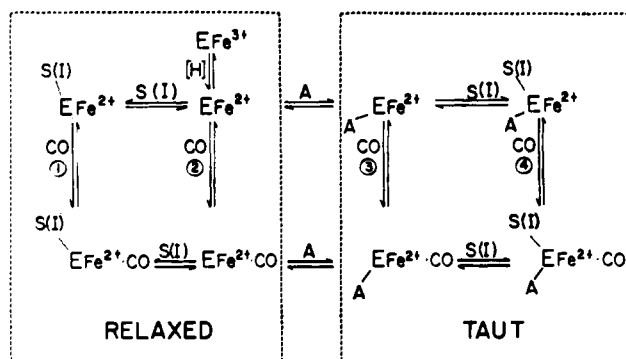 EFe³⁺
S(I) [H] S(I)
EFe²⁺ S(I) EFe²⁺ A EFe²⁺ S(I) EFe²⁺
A A
CO CO CO CO
① ② ③ ④
S(I) S(I)
EFe²⁺·CO S(I) EFe²⁺·CO A EFe²⁺·CO S(I) EFe²⁺·CO
A A
RELAXED TAUT